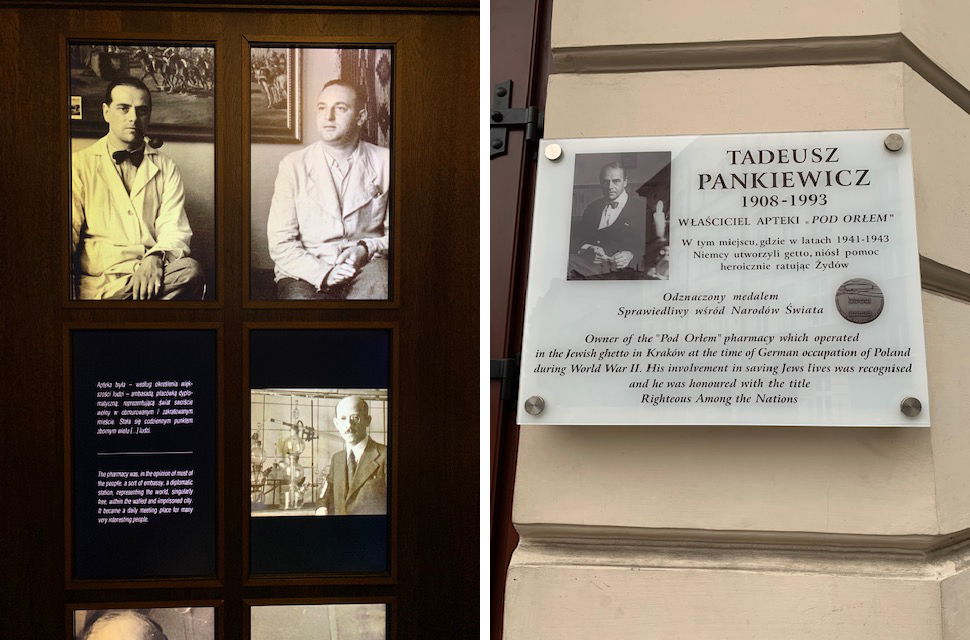 Apteka była – według określenia więk-
szości ludzi – ambasadą, placówką dyplo-
matyczną, reprezentującą świat swoiście
wolny w obmurowanym i zakratowanym
mieście. Stała się codziennym punktem
zbornym wielu [...] ludzi.
The pharmacy was, in the opinion of most of
the people, a sort of embassy, a diplomatic
station, representing the world, singularly
free, within the walled and imprisoned city.
It became a daily meeting place for many
very interesting people.
TADEUSZ
PANKIEWICZ
1908-1993
WŁAŚCICIEL APTEKI „POD ORŁEM"
W tym miejscu, gdzie w latach 1941-1943
Niemcy utworzyli getto, niósł pomoc
heroicznie ratując Żydów
Odznaczony medalem
Sprawiedliwy wśród Narodów Świata
Owner of the "Pod Orłem" pharmacy which operated
in the Jewish ghetto in Kraków at the time of German occupation of Poland
during World War II. His involvement in saving Jews lives was recognised
and he was honoured with the title
Righteous Among the Nations